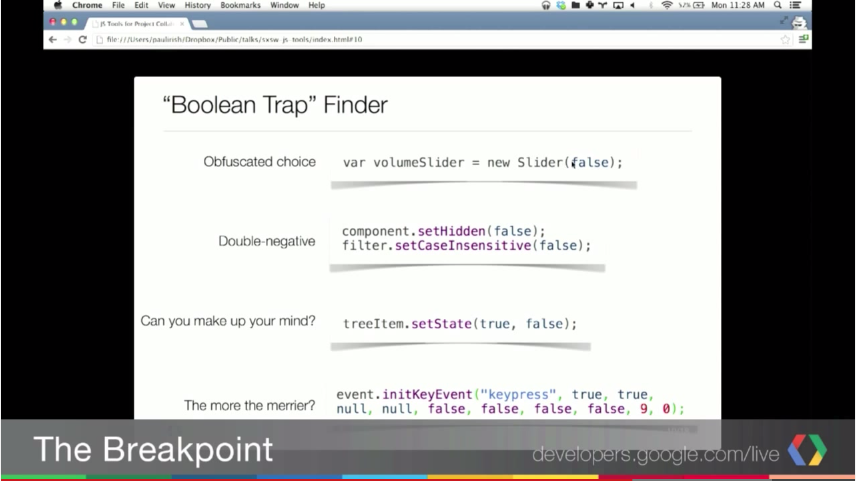 Chrome File Edit View History Bookmarks Window Help
Mon 11:28 AM
JS Tools for Project Collab
file:///Users/paulirish/Dropbox/Public/talks/sxsw-js-tools/index.html#10
“Boolean Trap” Finder
Obfuscated choice
var volumeSlider = new Slider(false);
Double-negative
component.setHidden(false);
filter.setCaseInsensitive(false);
Can you make up your mind?
treeItem.setState(true, false);
The more the merrier?
event.initKeyEvent("keypress", true, true,
null, null, false, false, false, false, 9, 0);
The Breakpoint
developers.google.com/live